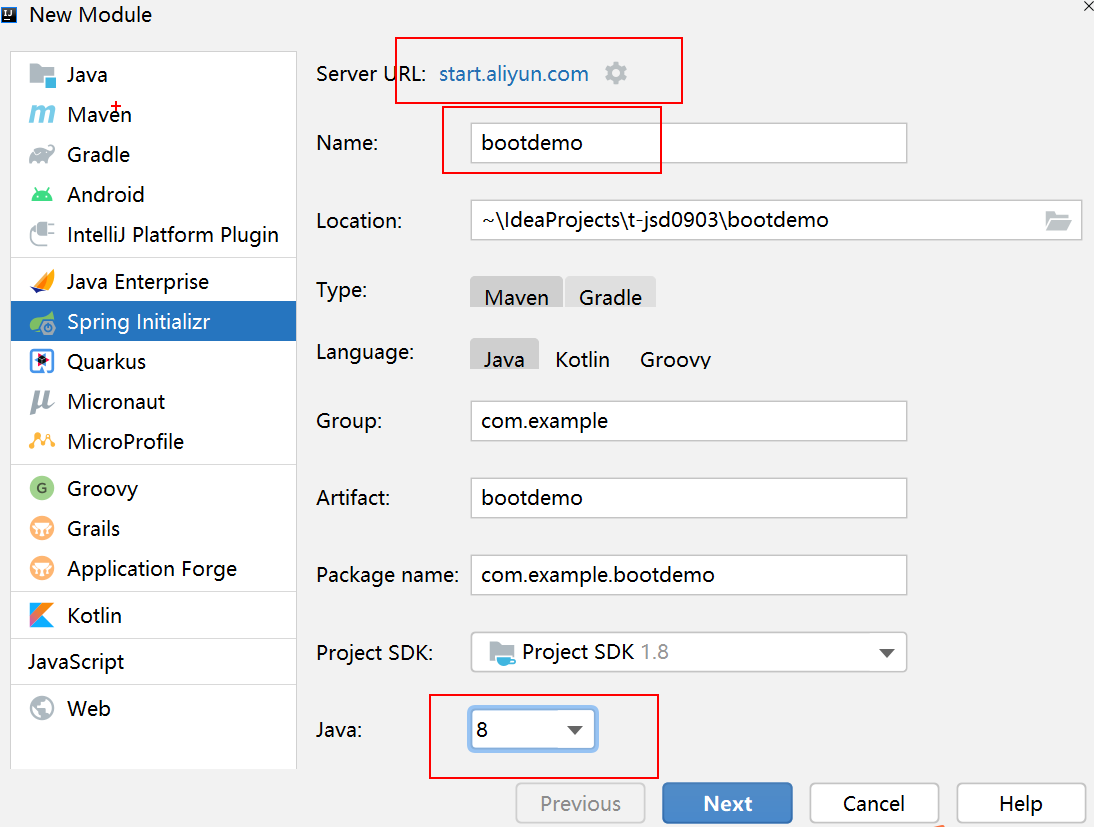 New Module
Java
Maven
Gradle
Android
IntelliJ Platform Plugin
Java Enterprise
Spring Initializr
Quarkus
Micronaut
MicroProfile
Groovy
Grails
Application Forge
Kotlin
JavaScript
Web
Server URL: start.aliyun.com
Name: bootdemo
Location: ~\IdeaProjects\t-jsd0903\bootdemo
Type: Maven Gradle
Language: Java Kotlin Groovy
Group: com.example
Artifact: bootdemo
Package name: com.example.bootdemo
Project SDK: Project SDK 1.8
Java: 8
Previous Next Cancel Help